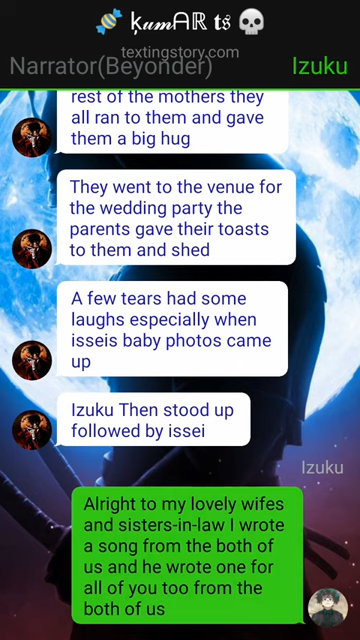 🍬 ķ𝓊𝓂ᗩℝ 𝐭𝔰 💀
textingstory.com
Narrator(Beyonder) Izuku
rest of the mothers they
all ran to them and gave
them a big hug
They went to the venue for
the wedding party the
parents gave their toasts
to them and shed
A few tears had some
laughs especially when
isseis baby photos came
up
Izuku Then stood up
followed by issei
Izuku
Alright to my lovely wifes
and sisters-in-law I wrote
a song from the both of
us and he wrote one for
all of you too from the
both of us